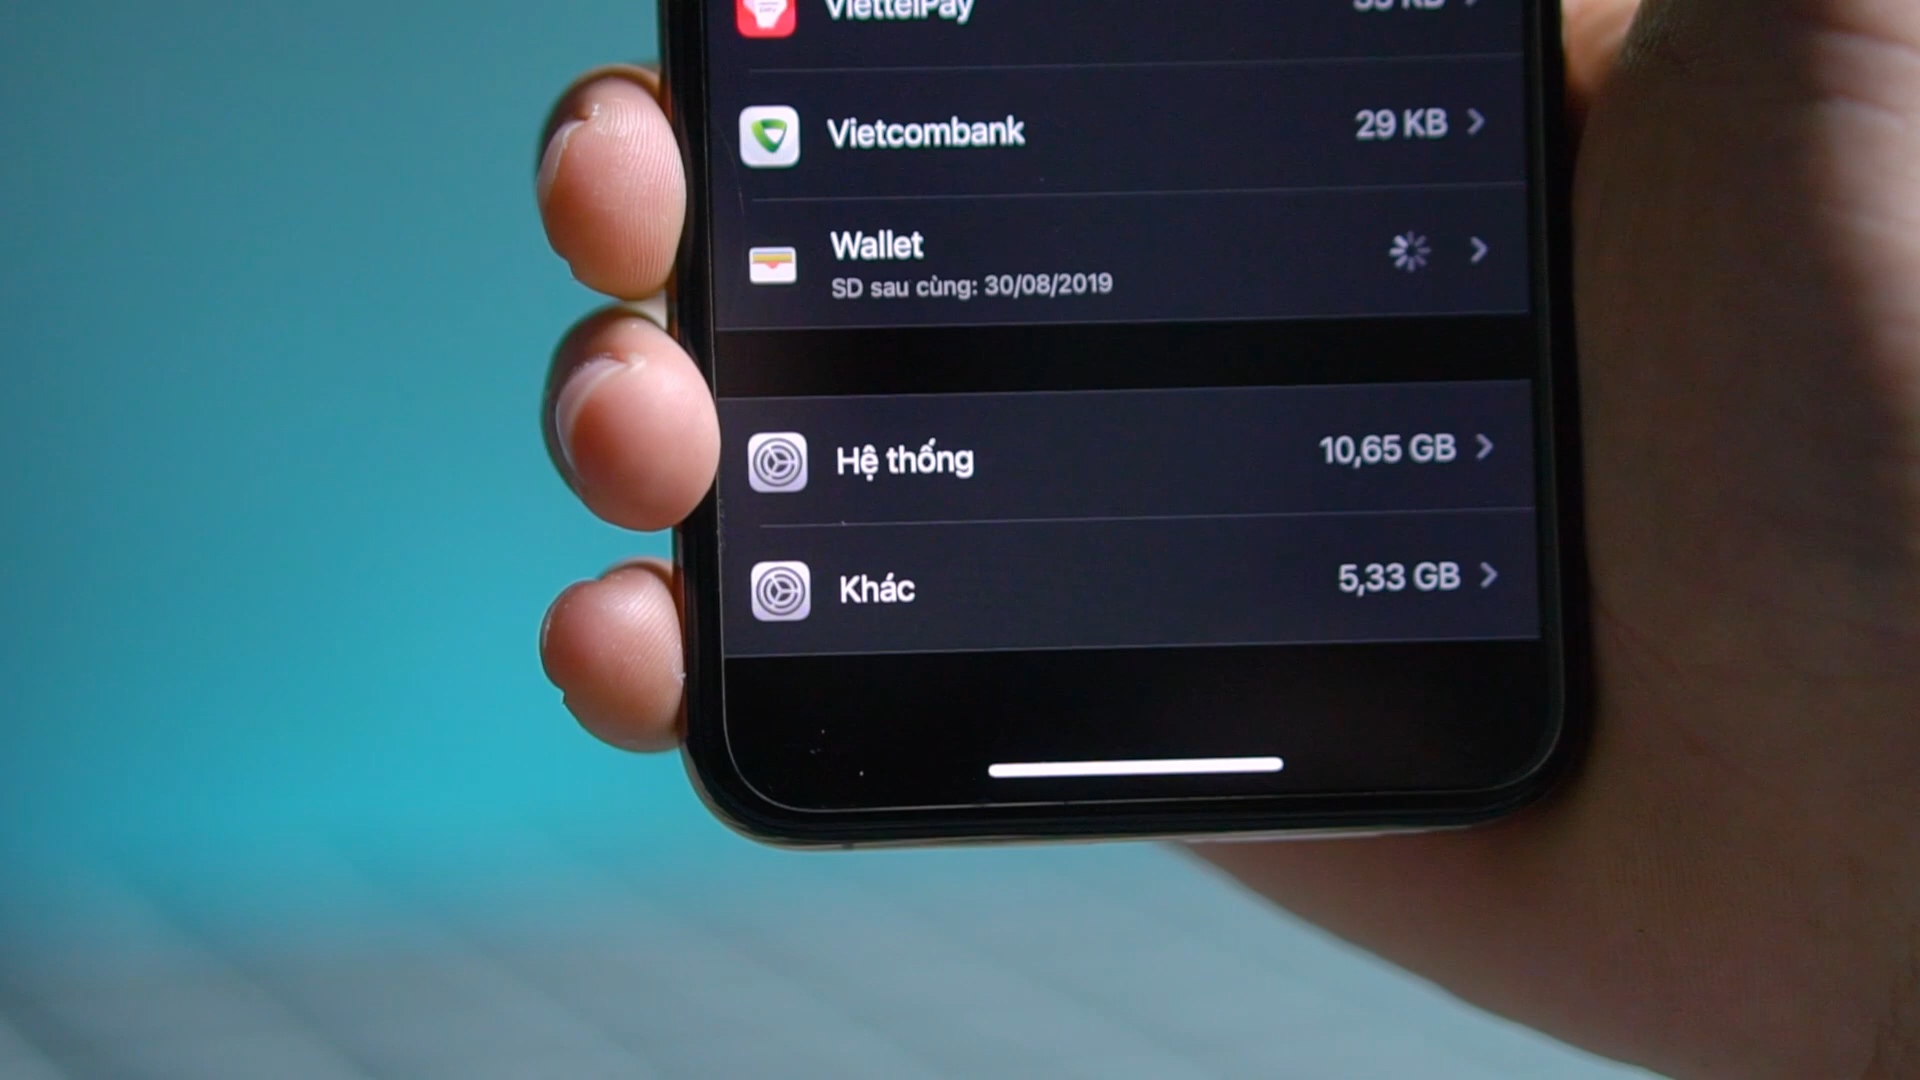 ViettelPay
Vietcombank 29 KB
Wallet
SD sau cùng: 30/08/2019
Hệ thống 10,65 GB
Khác 5,33 GB